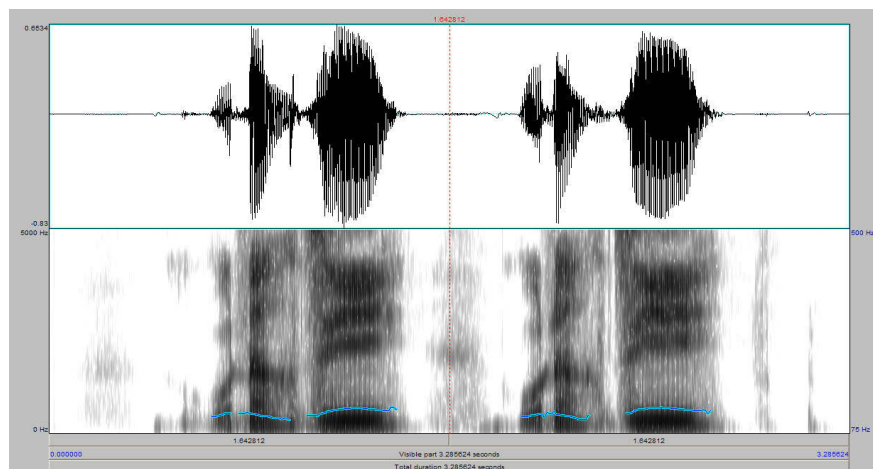 1.642812
0.6634
-0.83
5000 Hz
500 Hz
0 Hz
75 Hz
1.642812
1.642812
0.000000
Visible part 3.285624 seconds
3.285624
Total duration 3.285624 seconds